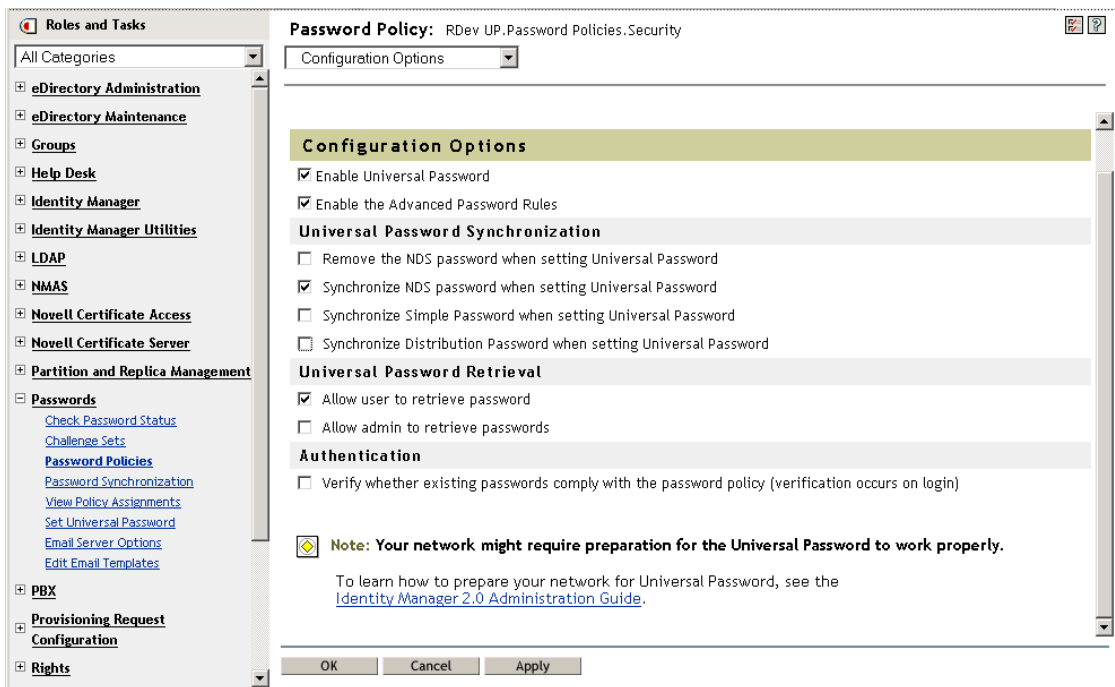 Roles and Tasks
All Categories
eDirectory Administration
eDirectory Maintenance
Groups
Help Desk
Identity Manager
Identity Manager Utilities
LDAP
NMAS
Novell Certificate Access
Novell Certificate Server
Partition and Replica Management
Passwords
Check Password Status
Challenge Sets
Password Policies
Password Synchronization
View Policy Assignments
Set Universal Password
Email Server Options
Edit Email Templates
PBX
Provisioning Request
Configuration
Rights
Password Policy: RDev UP.Password Policies.Security
Configuration Options
Configuration Options
Enable Universal Password
Enable the Advanced Password Rules
Universal Password Synchronization
Remove the NDS password when setting Universal Password
Synchronize NDS password when setting Universal Password
Synchronize Simple Password when setting Universal Password
Synchronize Distribution Password when setting Universal Password
Universal Password Retrieval
Allow user to retrieve password
Allow admin to retrieve passwords
Authentication
Verify whether existing passwords comply with the password policy (verification occurs on login)
Note: Your network might require preparation for the Universal Password to work properly.
To learn how to prepare your network for Universal Password, see the
Identity Manager 2.0 Administration Guide.
OK Cancel Apply